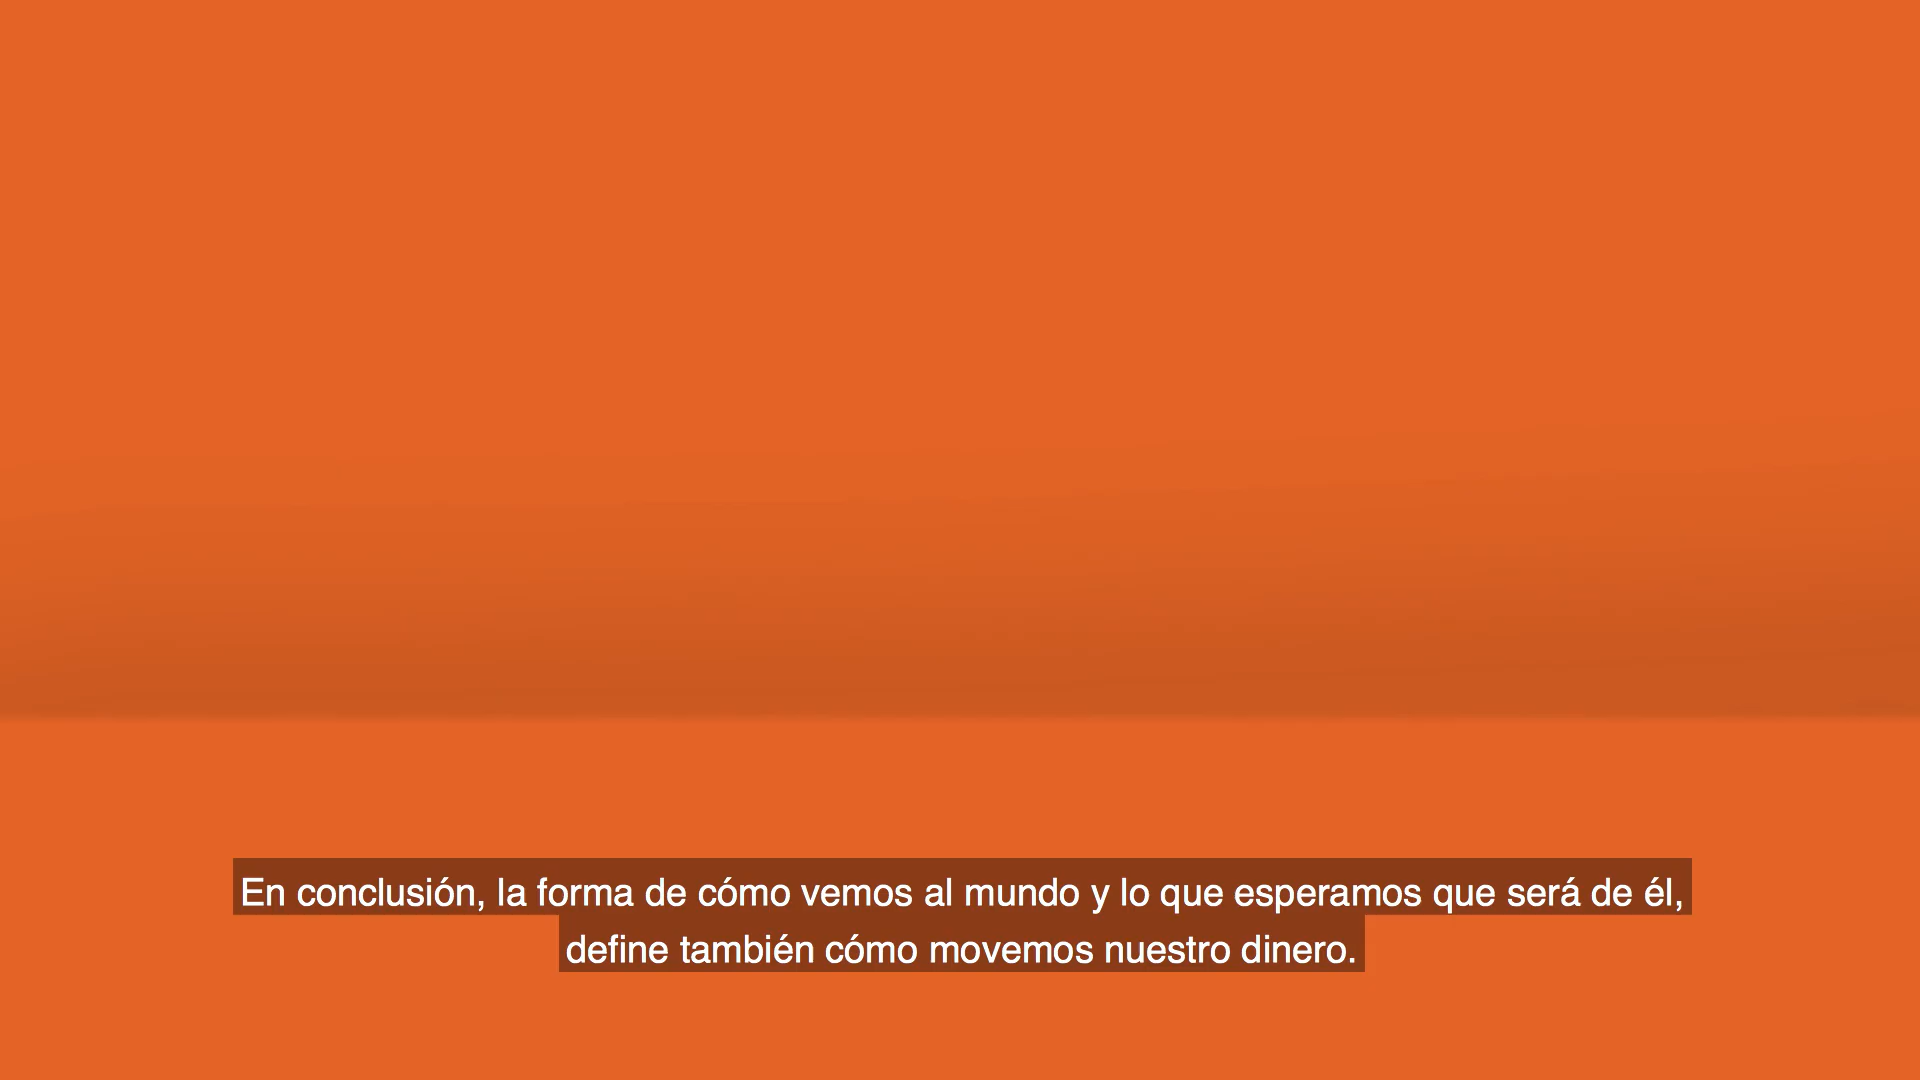 En conclusión, la forma de cómo vemos al mundo y lo que esperamos que será de él,
define también cómo movemos nuestro dinero.